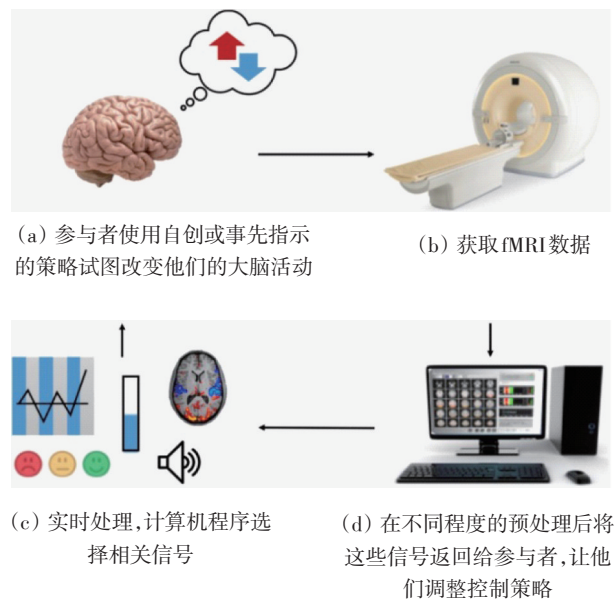 (a) 参与者使用自创或事先指示
的策略试图改变他们的大脑活动
(b) 获取fMRI数据
(c) 实时处理,计算机程序选
择相关信号
(d) 在不同程度的预处理后将
这些信号返回给参与者,让他
们调整控制策略